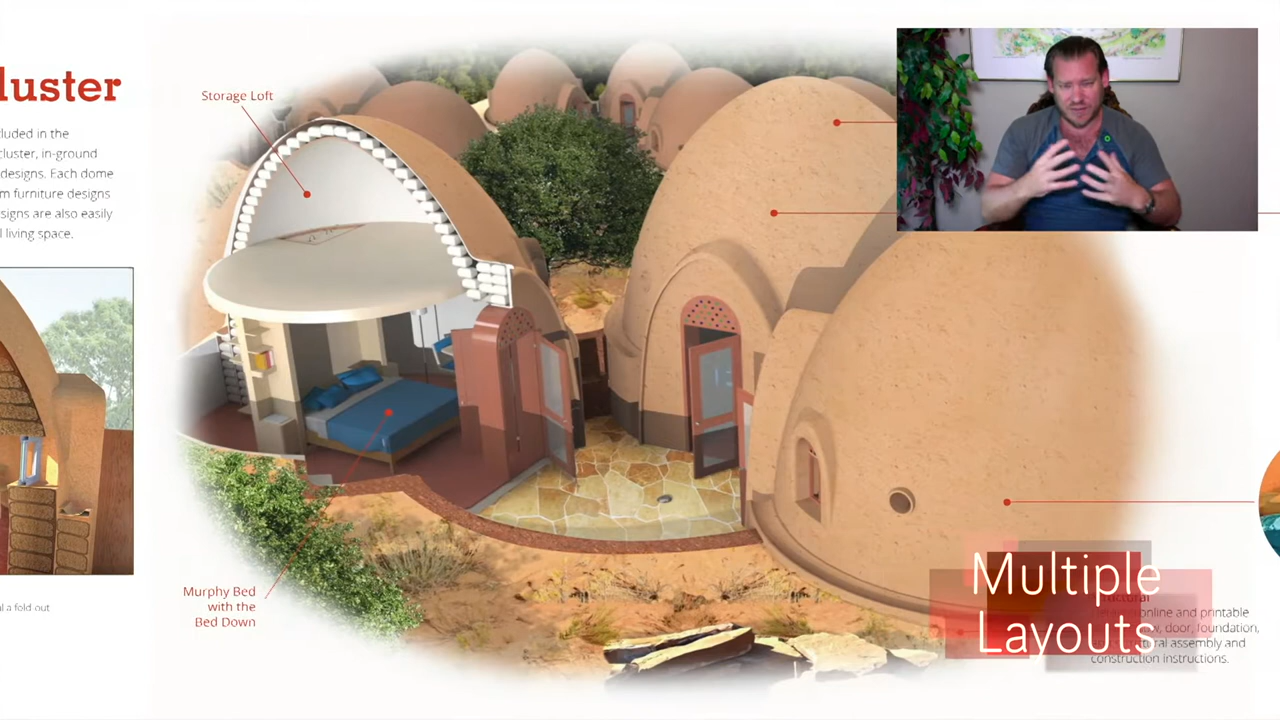 luster
cluded in the
cluster, in-ground
designs. Each dome
m furniture designs
signs are also easily
l living space.
l a fold out
Storage Loft
Murphy Bed
with the
Bed Down
Multiple
Layouts
online and printable
door, foundation,
assembly and
construction instructions.